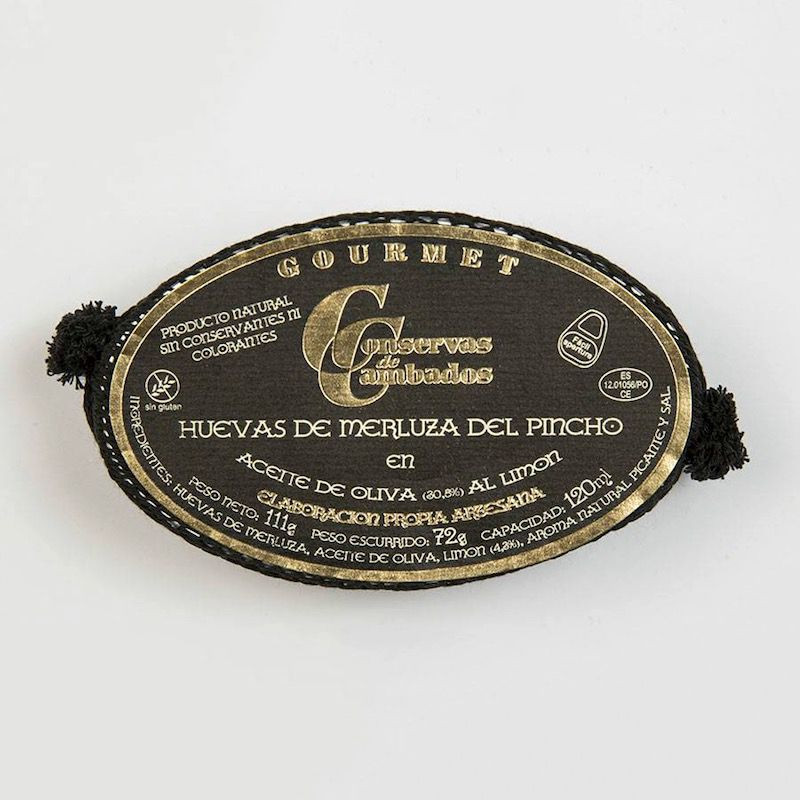 GOURMET
PRODUCTO NATURAL
SIN CONSERVANTES NI
COLORANTES
Conservas
de
Cambados
Fácil
apertura
sin gluten
ES
12.01056/PO
CE
HUEVAS DE MERLUZA DEL PINCHO
EN
ACEITE DE OLIVA (30,8%) AL LIMON
ELABORACION PROPIA ARTESANA
PESO NETO: 111g PESO ESCURRIDO: 72g CAPACIDAD: 120ml
INGREDIENTES: HUEVAS DE MERLUZA, ACEITE DE OLIVA, LIMON (4,2%), AROMA NATURAL PICANTE Y SAL.